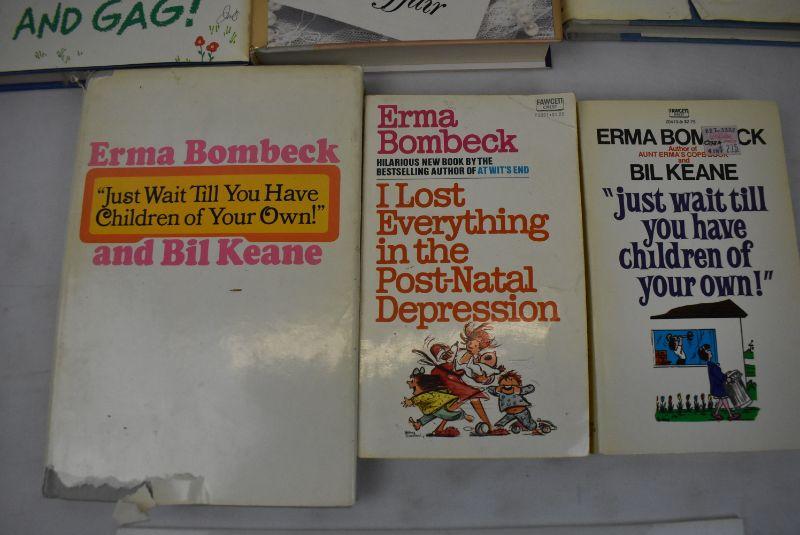 AND GAG!
Hair
Erma Bombeck
"Just Wait Till You Have
Children of Your Own!"
and Bil Keane
FAWCETT
CREST
Erma
Bombeck
HILARIOUS NEW BOOK BY THE
BESTSELLING AUTHOR OF AT WIT'S END
I Lost
Everything
in the
Post-Natal
Depression
FAWCETT
CREST
ERMA BOMBECK
Author of
AUNT ERMA'S COPE BOOK
and
BIL KEANE
"just wait till
you have
children of
your own!"